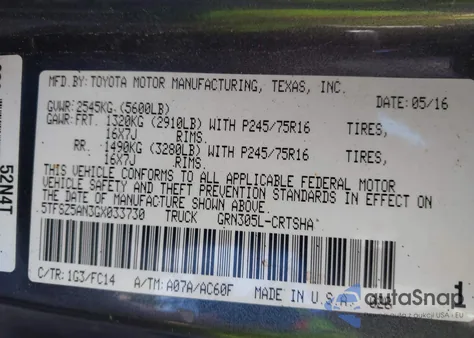 MFD.BY:TOYOTA MOTOR MANUFACTURING, TEXAS, INC.
DATE:05/16
GVWR:2545KG (5600LB)
GAWR:FRT. 1320KG (2910LB) WITH P245/75R16 TIRES,
16X7J RIMS.
RR. 1490KG (3280LB) WITH P245/75R16 TIRES,
16X7J RIMS.
THIS VEHICLE CONFORMS TO ALL APPLICABLE FEDERAL MOTOR
VEHICLE SAFETY AND THEFT PREVENTION STANDARDS IN EFFECT ON
THE DATE OF MANUFACTURE SHOWN ABOVE.
5TFSZ5AN3GX033730 TRUCK GRN305L-CRTSHA
C/TR:1G3/FC14 A/TM:A07A/AC60F MADE IN U.S.A.
1
52N4T
autoSnap